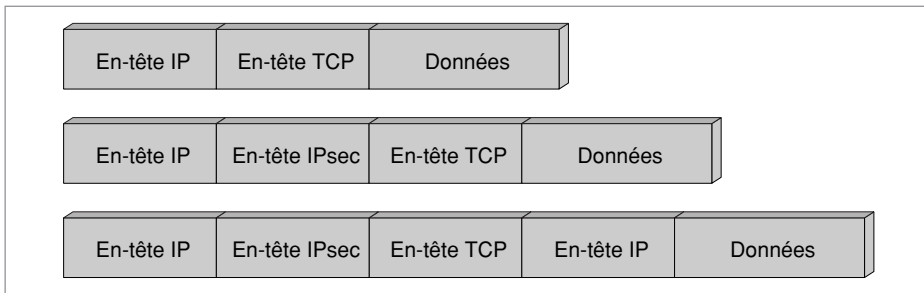 En-tête IP En-tête TCP Données
En-tête IP En-tête IPsec En-tête TCP Données
En-tête IP En-tête IPsec En-tête TCP En-tête IP Données